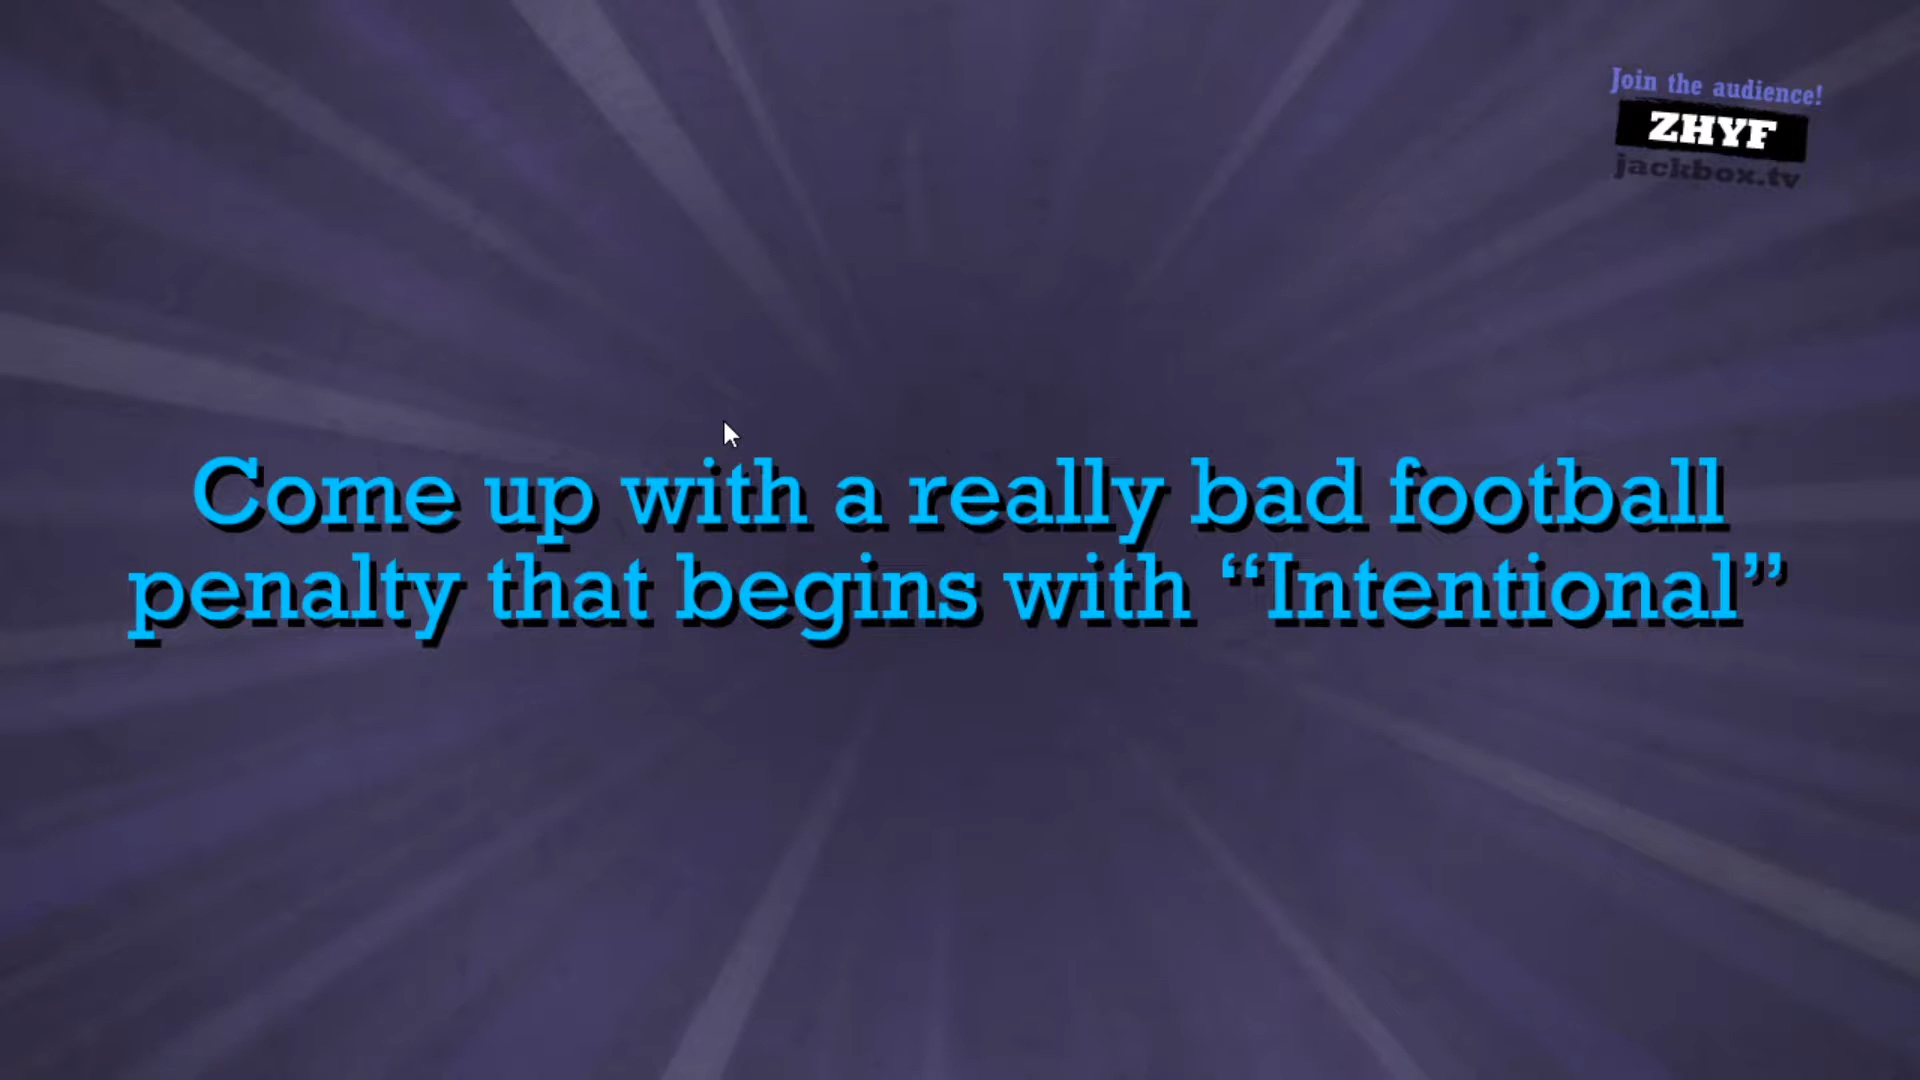 Join the audience!
ZHYF
jackbox.tv
Come up with a really bad football
penalty that begins with “Intentional”